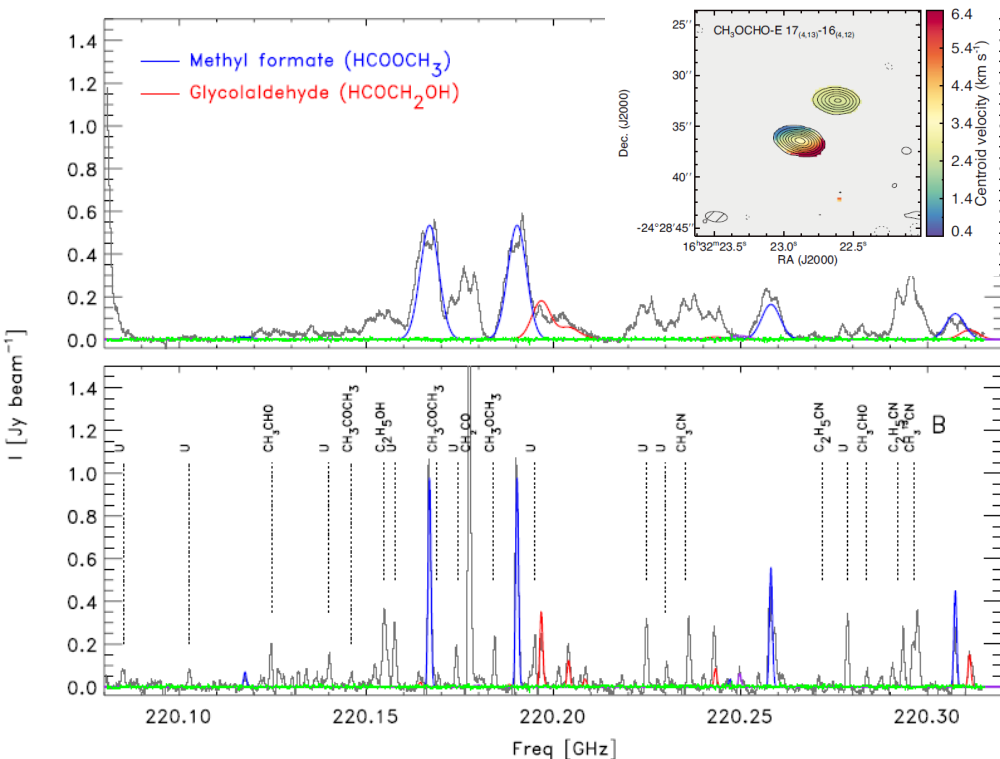 1.4
1.2
1.0
0.8
0.6
0.4
0.2
0.0
Methyl formate (HCOOCH3)
Glycolaldehyde (HCOCH2OH)
CH3OCHO-E 17(4,13)-16(4,12)
25′′
30′′
35′′
40′′
-24°28′45′′
Dec. (J2000)
16h32m23.5s
23.0s
22.5s
RA (J2000)
6.4
5.4
4.4
3.4
2.4
1.4
0.4
Centroid velocity (km s-1)
I [Jy beam−1]
1.4
1.2
1.0
0.8
0.6
0.4
0.2
0.0
U
U
CH3CHO
U
CH3COCH3
C2H5OH
U
CH3COCH3
U
CH2CO
CH3OCH3
U
U
U
CH3CN
C2H5CN
U
CH3CHO
C2H5CN
B
220.10
220.15
220.20
220.25
220.30
Freq [GHz]